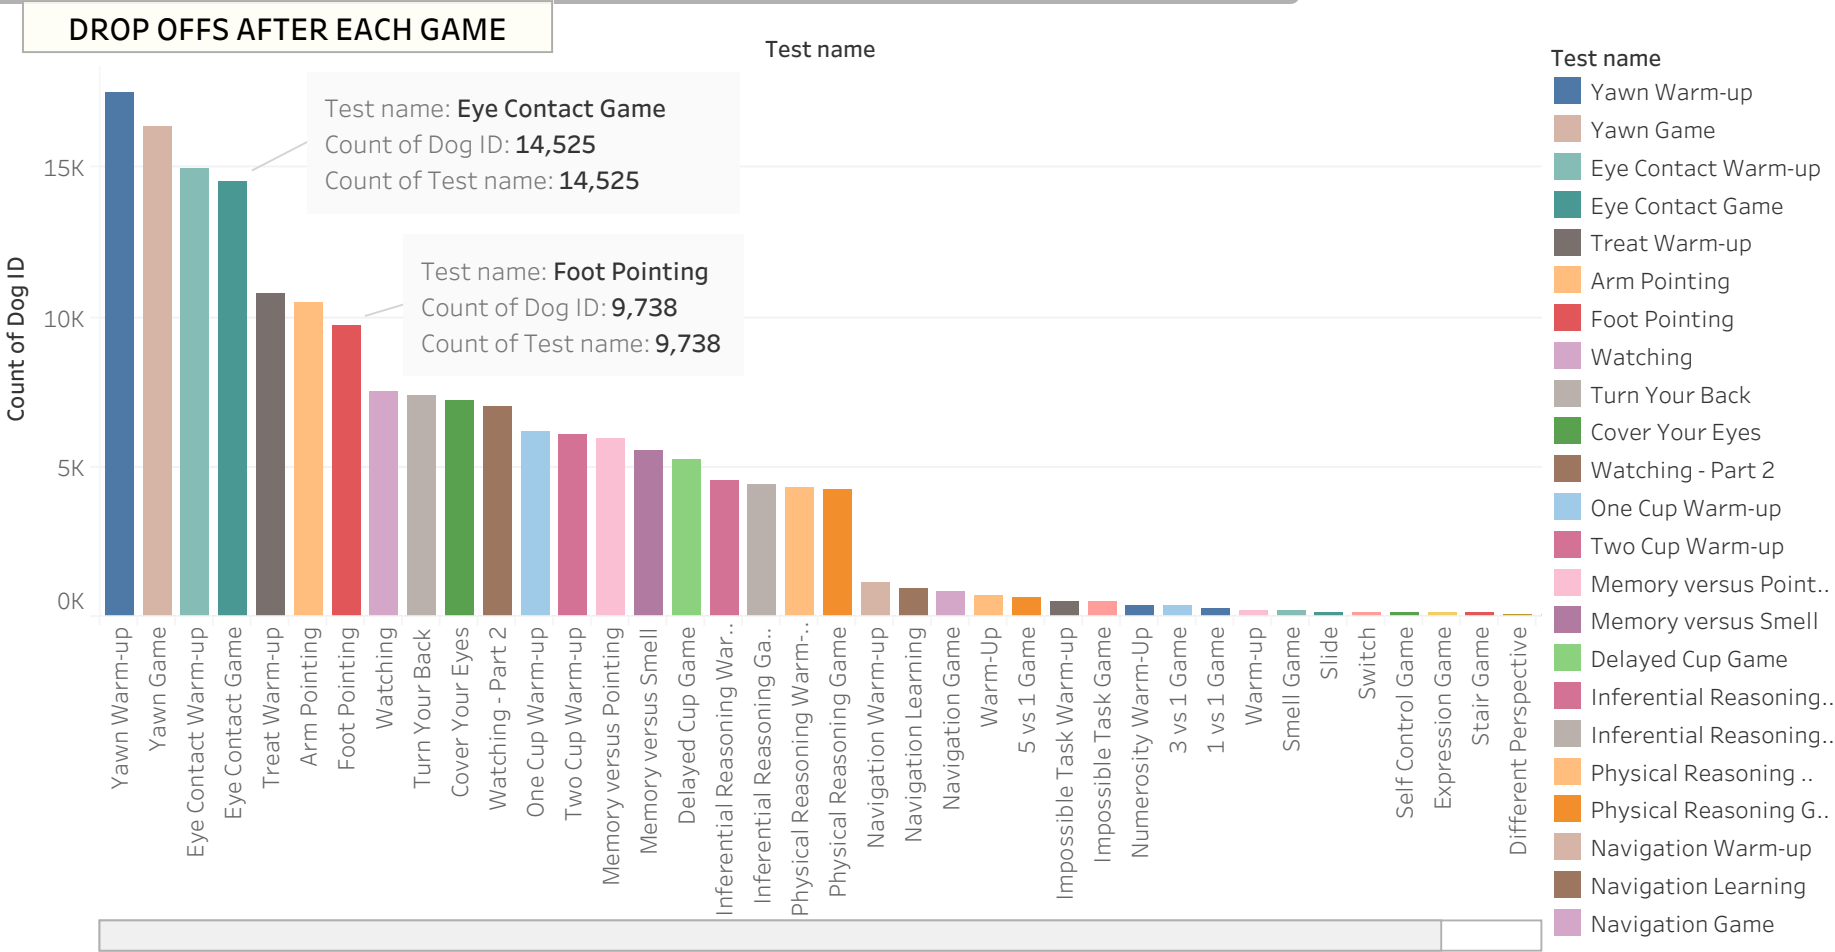 DROP OFFS AFTER EACH GAME
Test name
Test name: Eye Contact Game
Count of Dog ID: 14,525
Count of Test name: 14,525
Test name: Foot Pointing
Count of Dog ID: 9,738
Count of Test name: 9,738
Count of Dog ID
15K
10K
5K
0K
Yawn Warm-up
Yawn Game
Eye Contact Warm-up
Eye Contact Game
Treat Warm-up
Arm Pointing
Foot Pointing
Watching
Turn Your Back
Cover Your Eyes
Watching - Part 2
One Cup Warm-up
Two Cup Warm-up
Memory versus Pointing
Memory versus Smell
Delayed Cup Game
Inferential Reasoning War..
Inferential Reasoning Ga..
Physical Reasoning Warm-..
Physical Reasoning Game
Navigation Warm-up
Navigation Learning
Navigation Game
Warm-Up
5 vs 1 Game
Impossible Task Warm-up
Impossible Task Game
Numerosity Warm-Up
3 vs 1 Game
1 vs 1 Game
Warm-up
Smell Game
Slide
Switch
Self Control Game
Expression Game
Stair Game
Different Perspective
Test name
Yawn Warm-up
Yawn Game
Eye Contact Warm-up
Eye Contact Game
Treat Warm-up
Arm Pointing
Foot Pointing
Watching
Turn Your Back
Cover Your Eyes
Watching - Part 2
One Cup Warm-up
Two Cup Warm-up
Memory versus Point..
Memory versus Smell
Delayed Cup Game
Inferential Reasoning..
Inferential Reasoning..
Physical Reasoning ..
Physical Reasoning G..
Navigation Warm-up
Navigation Learning
Navigation Game